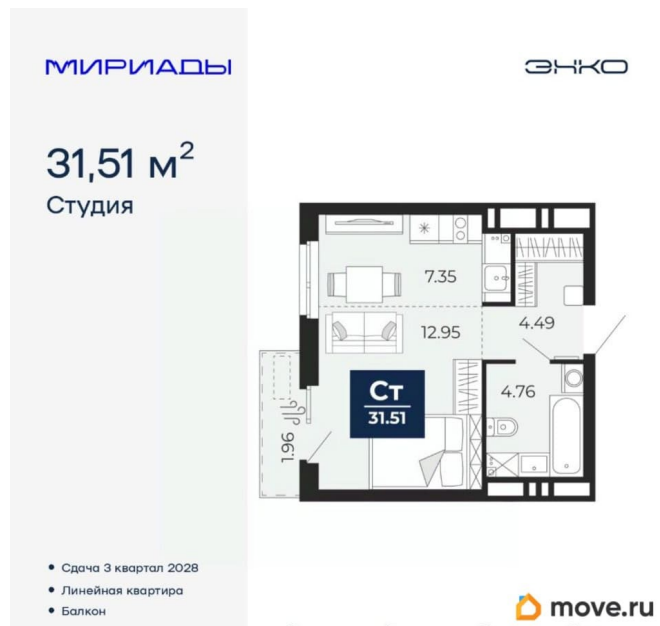 МИРИАДЫ
ЭНКО
31,51 м²
Студия
7.35
12.95
4.49
Ст
31.51
4.76
1.96
• Сдача 3 квартал 2028
• Линейная квартира
• Балкон
move.ru